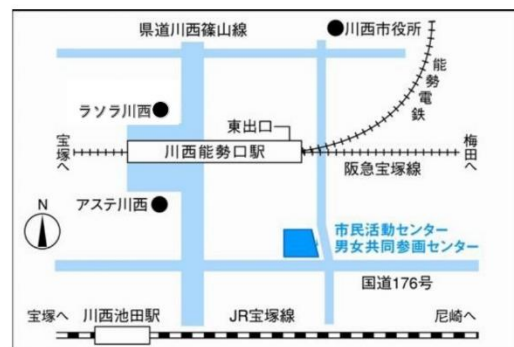 県道川西篠山線
川西市役所
能勢電鉄
ラソラ川西
東出口
宝塚へ
川西能勢口駅
梅田へ
阪急宝塚線
アステ川西
N
市民活動センター
男女共同参画センター
国道176号
宝塚へ
川西池田駅
JR宝塚線
尼崎へ